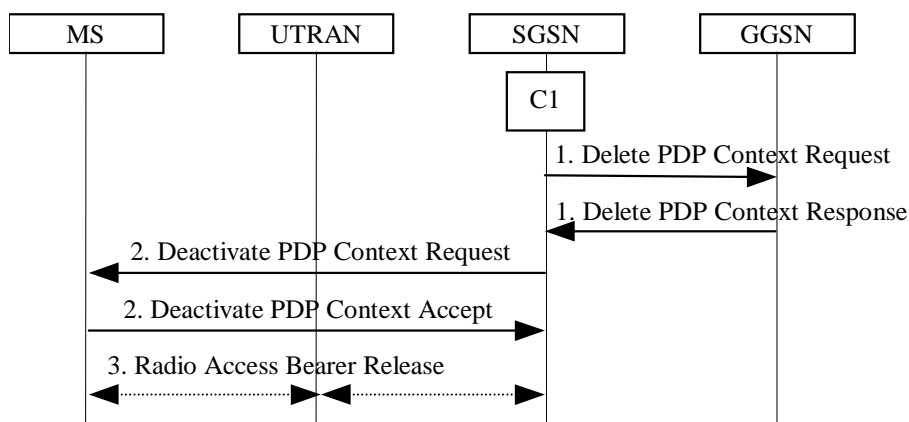 MS
UTRAN
SGSN
GGSN
C1
1. Delete PDP Context Request
1. Delete PDP Context Response
2. Deactivate PDP Context Request
2. Deactivate PDP Context Accept
3. Radio Access Bearer Release